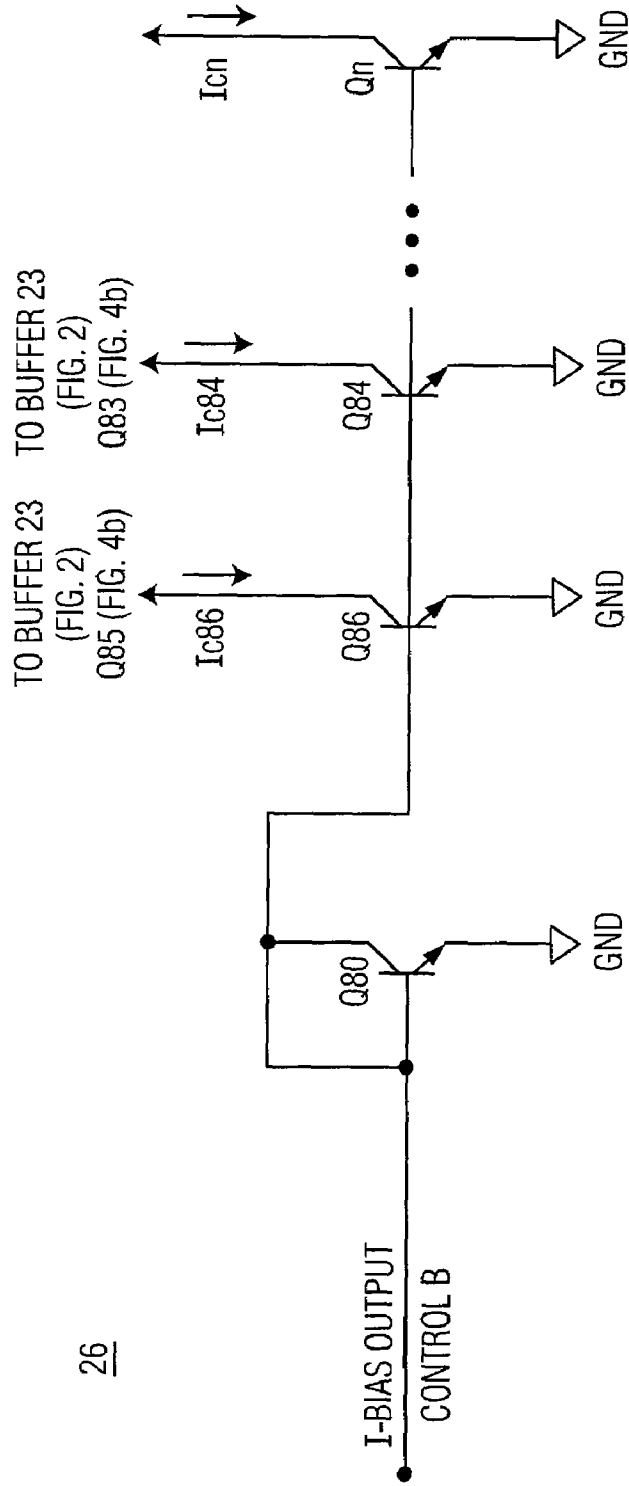 26
I-BIAS OUTPUT
CONTROL B
Q80
GND
TO BUFFER 23
(FIG. 2)
Q85 (FIG. 4b)
Ic86
Q86
GND
TO BUFFER 23
(FIG. 2)
Q83 (FIG. 4b)
Ic84
Q84
GND
Icn
Qn
GND